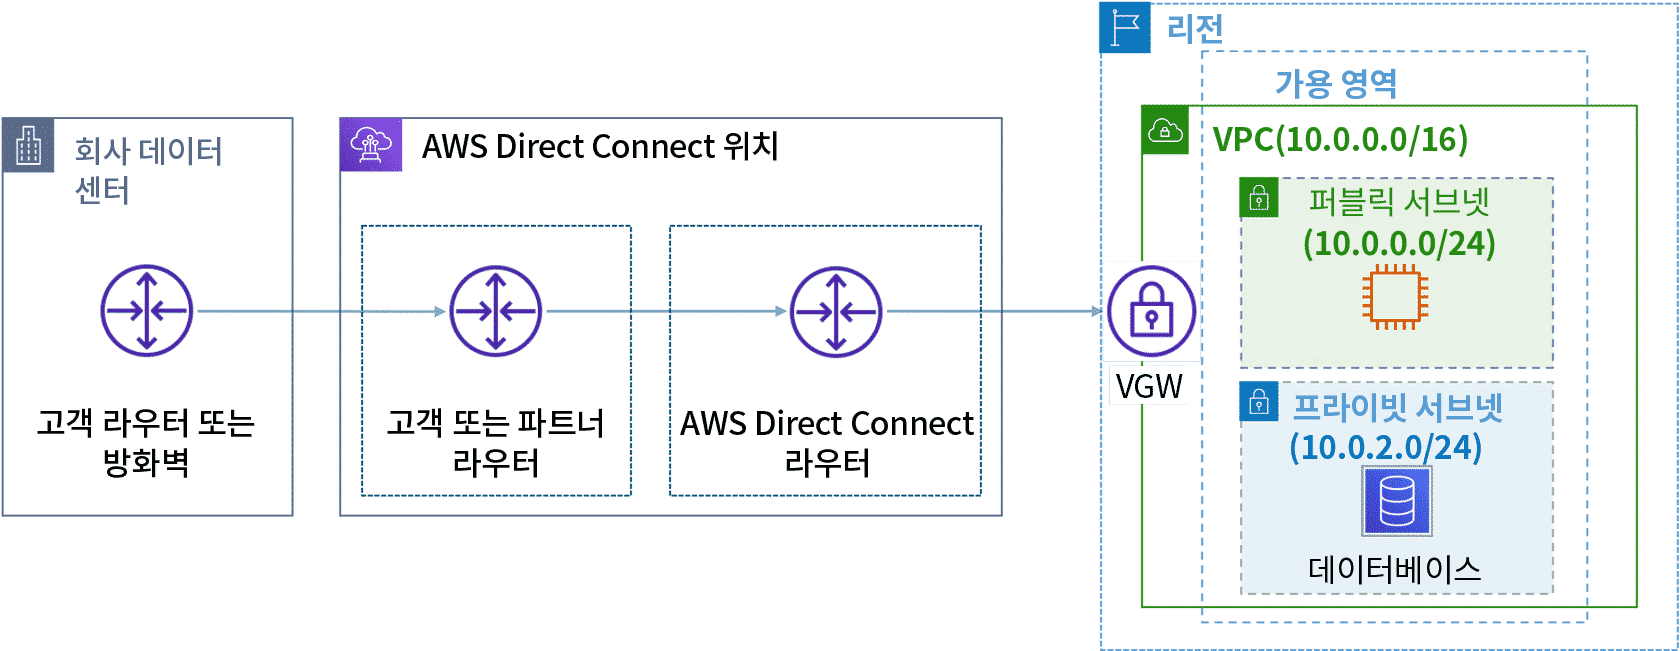 리전
가용 영역
회사 데이터
센터
AWS Direct Connect 위치
VPC(10.0.0.0/16)
퍼블릭 서브넷
(10.0.0.0/24)
VGW
고객 라우터 또는
방화벽
고객 또는 파트너
라우터
AWS Direct Connect
라우터
프라이빗 서브넷
(10.0.2.0/24)
데이터베이스